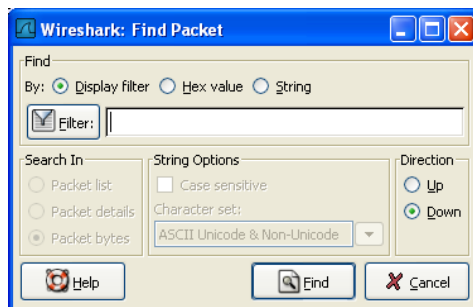 Wireshark: Find Packet
Find
By: Display filter Hex value String
Filter:
Search In String Options Direction
Packet list Case sensitive Up
Packet details Character set: Down
Packet bytes ASCII Unicode & Non-Unicode
Help Find Cancel